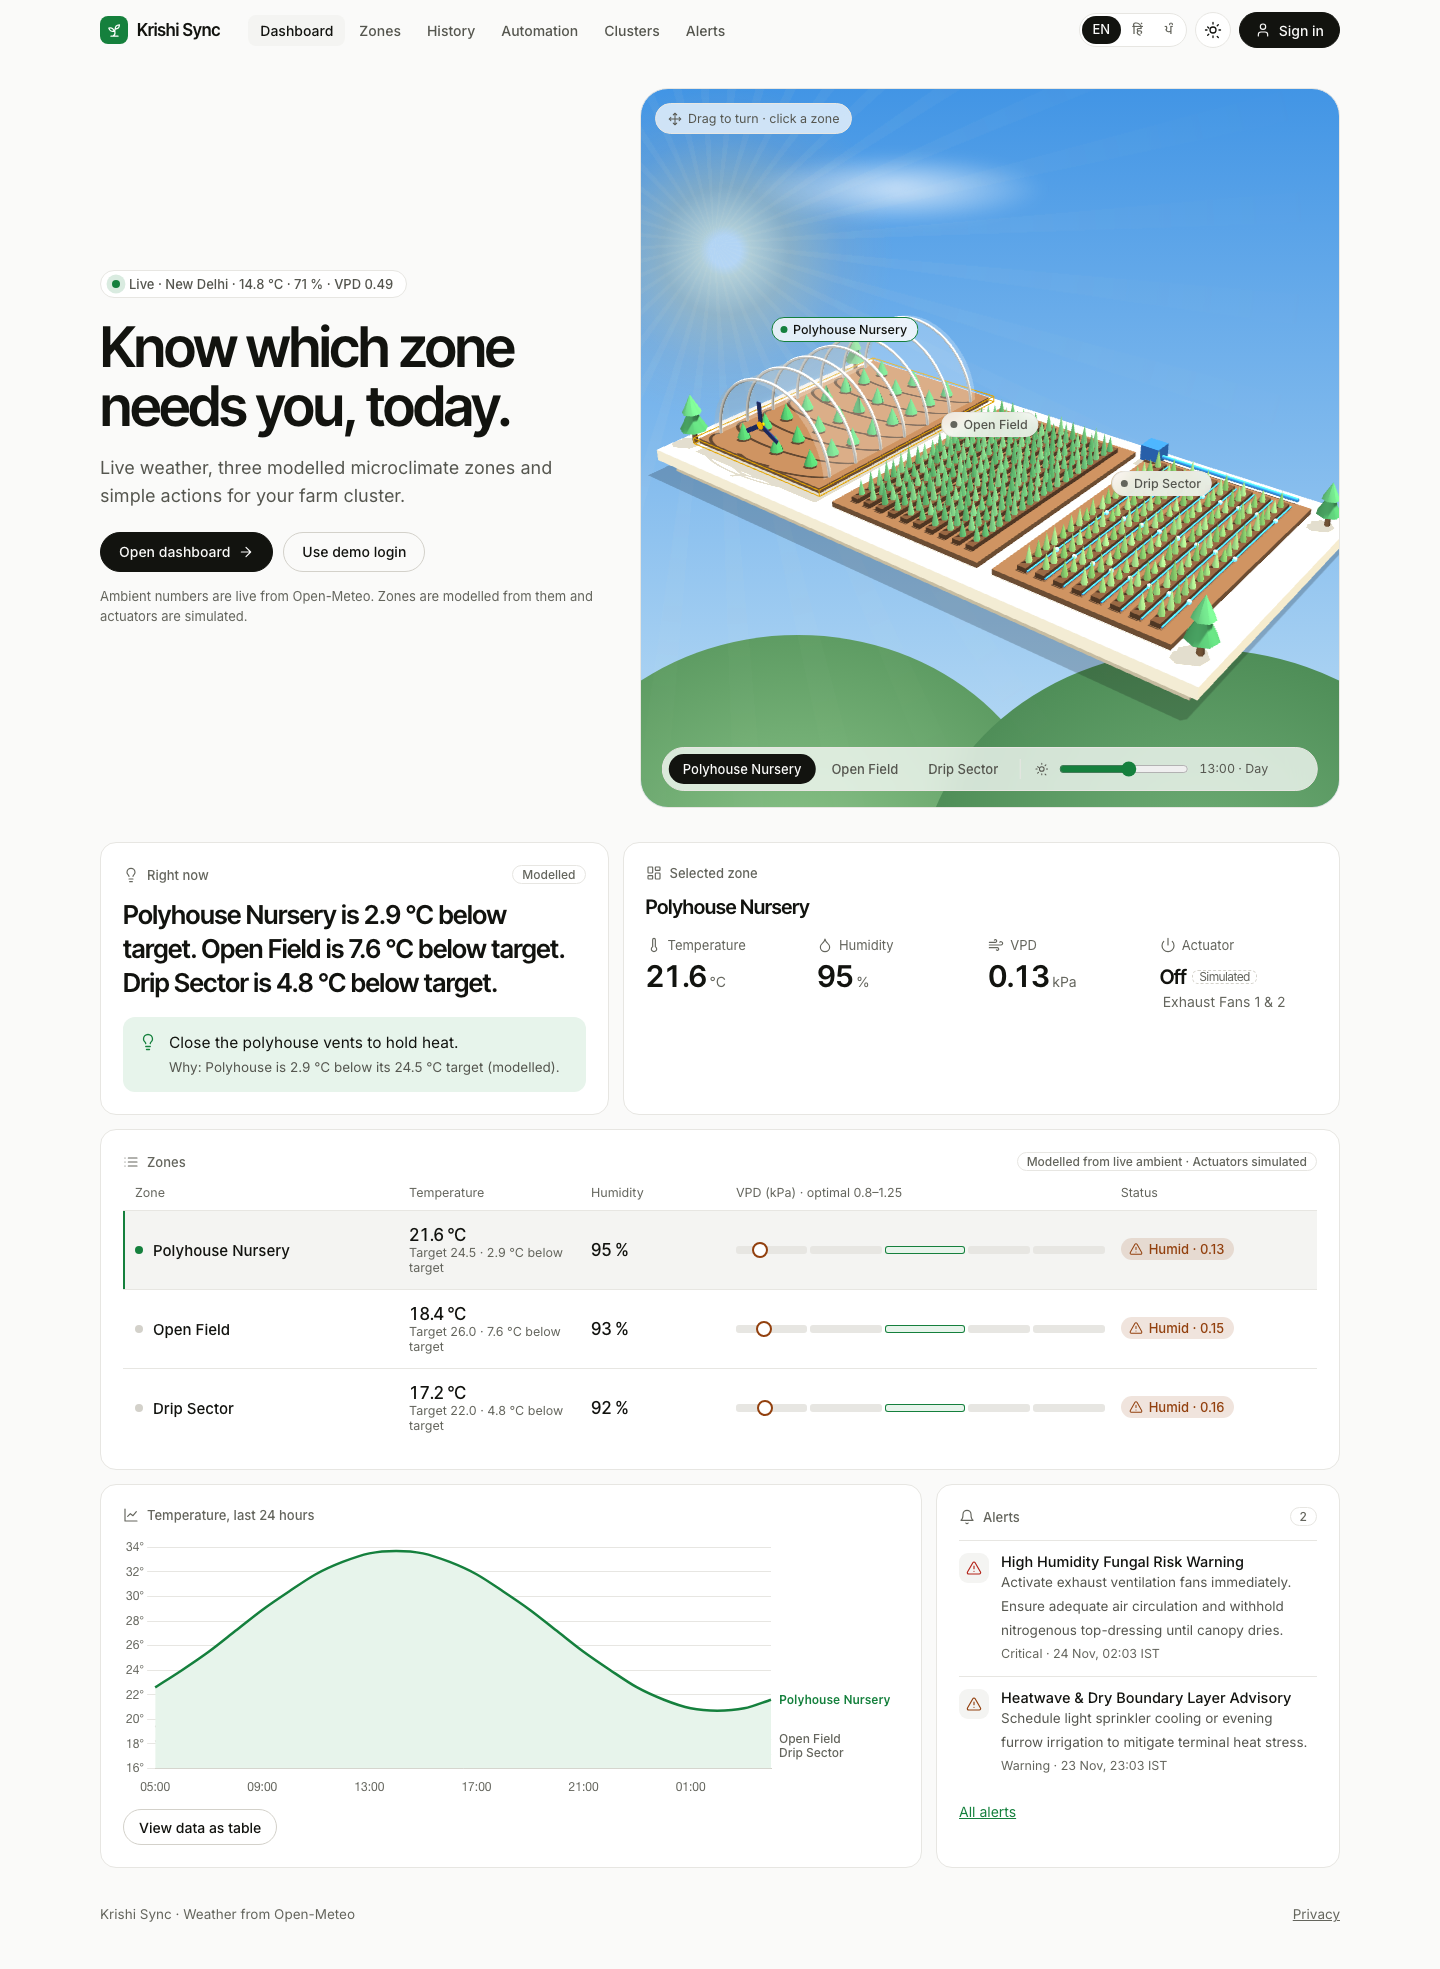 Krishi Sync
Dashboard Zones History Automation Clusters Alerts
EN हिं ਪੰ
Sign in
Drag to turn · click a zone
Live · New Delhi · 14.8 °C · 71 % · VPD 0.49
Know which zone
needs you, today.
Live weather, three modelled microclimate zones and
simple actions for your farm cluster.
Open dashboard
Use demo login
Ambient numbers are live from Open-Meteo. Zones are modelled from them and
actuators are simulated.
Polyhouse Nursery
Open Field
Drip Sector
Polyhouse Nursery Open Field Drip Sector 13:00 · Day
Right now
Modelled
Polyhouse Nursery is 2.9 °C below
target. Open Field is 7.6 °C below target.
Drip Sector is 4.8 °C below target.
Close the polyhouse vents to hold heat.
Why: Polyhouse is 2.9 °C below its 24.5 °C target (modelled).
Selected zone
Polyhouse Nursery
Temperature
21.6 °C
Humidity
95 %
VPD
0.13 kPa
Actuator
Off Simulated
Exhaust Fans 1 & 2
Zones
Modelled from live ambient · Actuators simulated
Zone Temperature Humidity VPD (kPa) · optimal 0.8–1.25 Status
Polyhouse Nursery
21.6 °C
Target 24.5 · 2.9 °C below
target
95 %
Humid · 0.13
Open Field
18.4 °C
Target 26.0 · 7.6 °C below
target
93 %
Humid · 0.15
Drip Sector
17.2 °C
Target 22.0 · 4.8 °C below
target
92 %
Humid · 0.16
Temperature, last 24 hours
34°
32°
30°
28°
26°
24°
22°
20°
18°
16°
Polyhouse Nursery
Open Field
Drip Sector
05:00 09:00 13:00 17:00 21:00 01:00
View data as table
Alerts
2
High Humidity Fungal Risk Warning
Activate exhaust ventilation fans immediately.
Ensure adequate air circulation and withhold
nitrogenous top-dressing until canopy dries.
Critical · 24 Nov, 02:03 IST
Heatwave & Dry Boundary Layer Advisory
Schedule light sprinkler cooling or evening
furrow irrigation to mitigate terminal heat stress.
Warning · 23 Nov, 23:03 IST
All alerts
Krishi Sync · Weather from Open-Meteo
Privacy